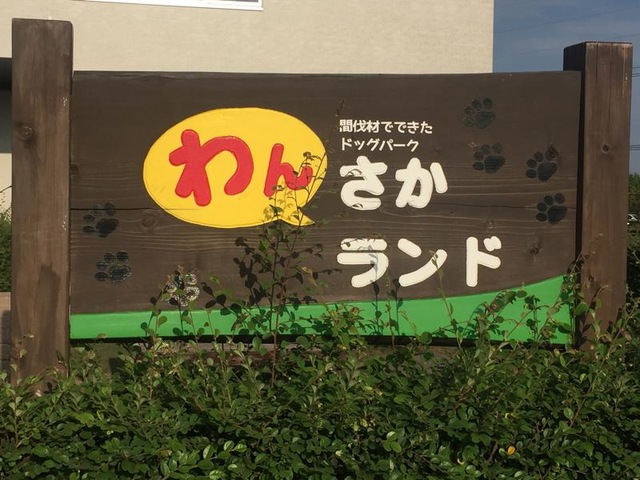 わん
間伐材でできた
ドッグパーク
さか
ランド